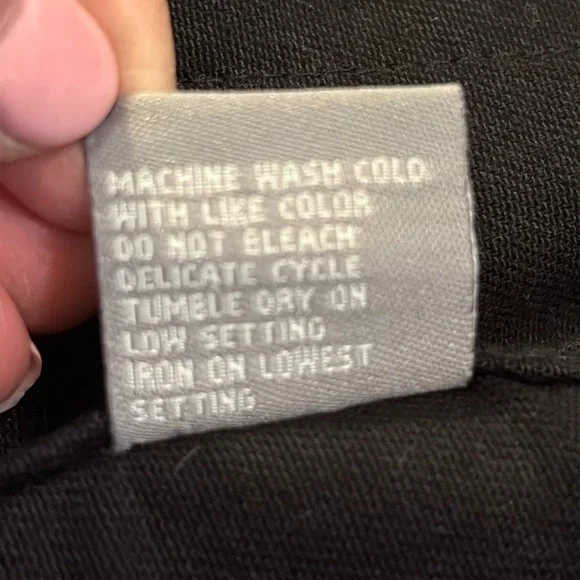 MACHINE WASH COLD
WITH LIKE COLOR
DO NOT BLEACH
DELICATE CYCLE
TUMBLE DRY ON
LOW SETTING
IRON ON LOWEST
SETTING